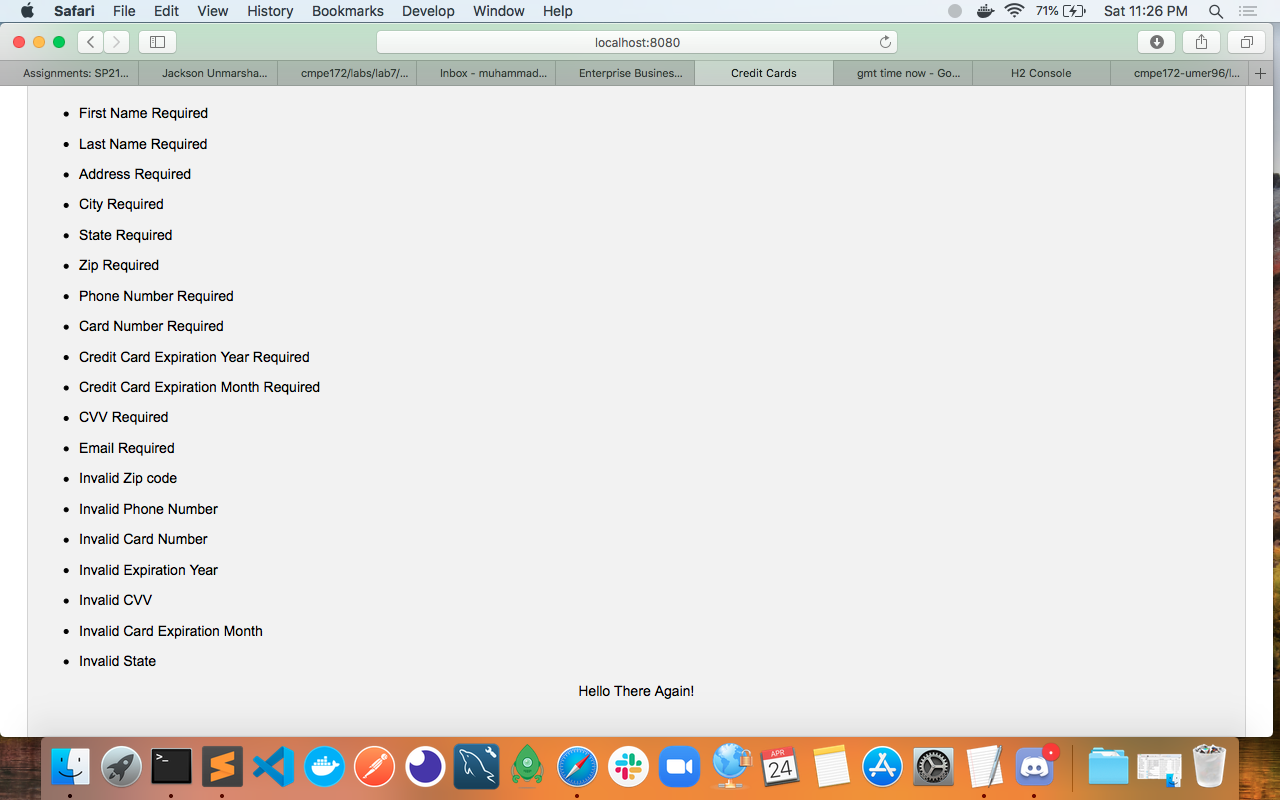 Safari File Edit View History Bookmarks Develop Window Help 71% Sat 11:26 PM
localhost:8080
Assignments: SP21... Jackson Unmarsha... cmpe172/labs/lab7/... Inbox - muhammad... Enterprise Busines... Credit Cards gmt time now - Go... H2 Console cmpe172-umer96/l...
• First Name Required
• Last Name Required
• Address Required
• City Required
• State Required
• Zip Required
• Phone Number Required
• Card Number Required
• Credit Card Expiration Year Required
• Credit Card Expiration Month Required
• CVV Required
• Email Required
• Invalid Zip code
• Invalid Phone Number
• Invalid Card Number
• Invalid Expiration Year
• Invalid CVV
• Invalid Card Expiration Month
• Invalid State
Hello There Again!
APR
24